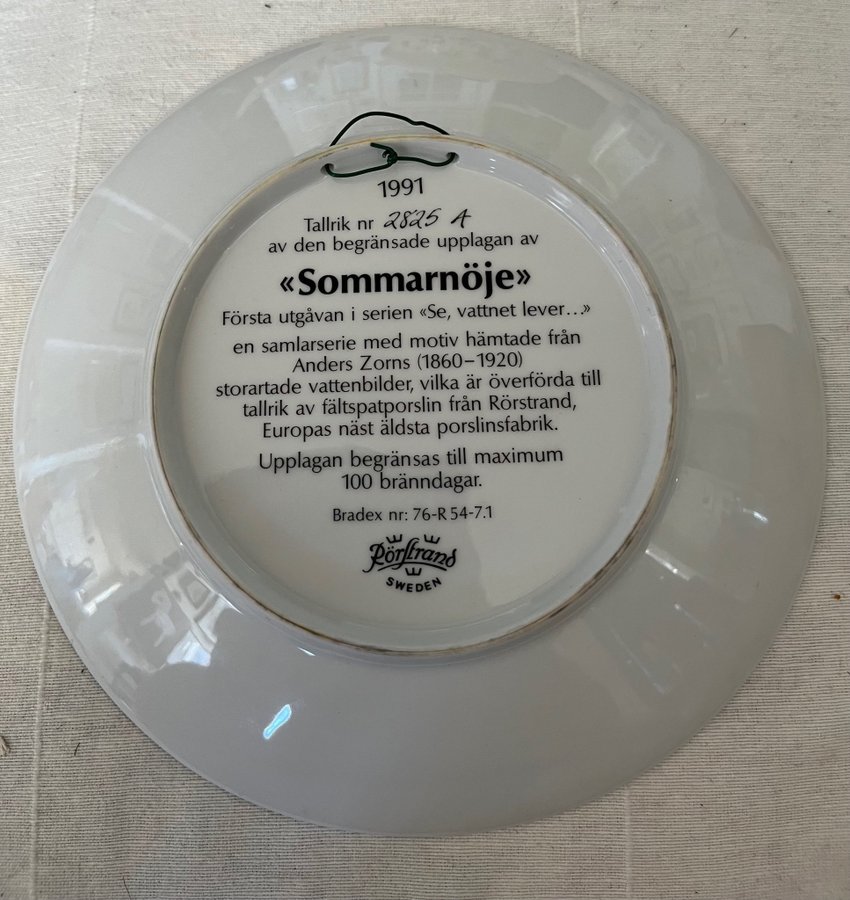 1991
Tallrik nr 2825 A
av den begränsade upplagan av
«Sommarnöje»
Första utgåvan i serien «Se, vattnet lever...»
en samlarserie med motiv hämtade från
Anders Zorns (1860–1920)
storartade vattenbilder, vilka är överförda till
tallrik av fältspatporslin från Rörstrand,
Europas näst äldsta porslinsfabrik.
Upplagan begränsas till maximum
100 bränndagar.
Bradex nr: 76-R 54-7.1
Rörstrand
SWEDEN